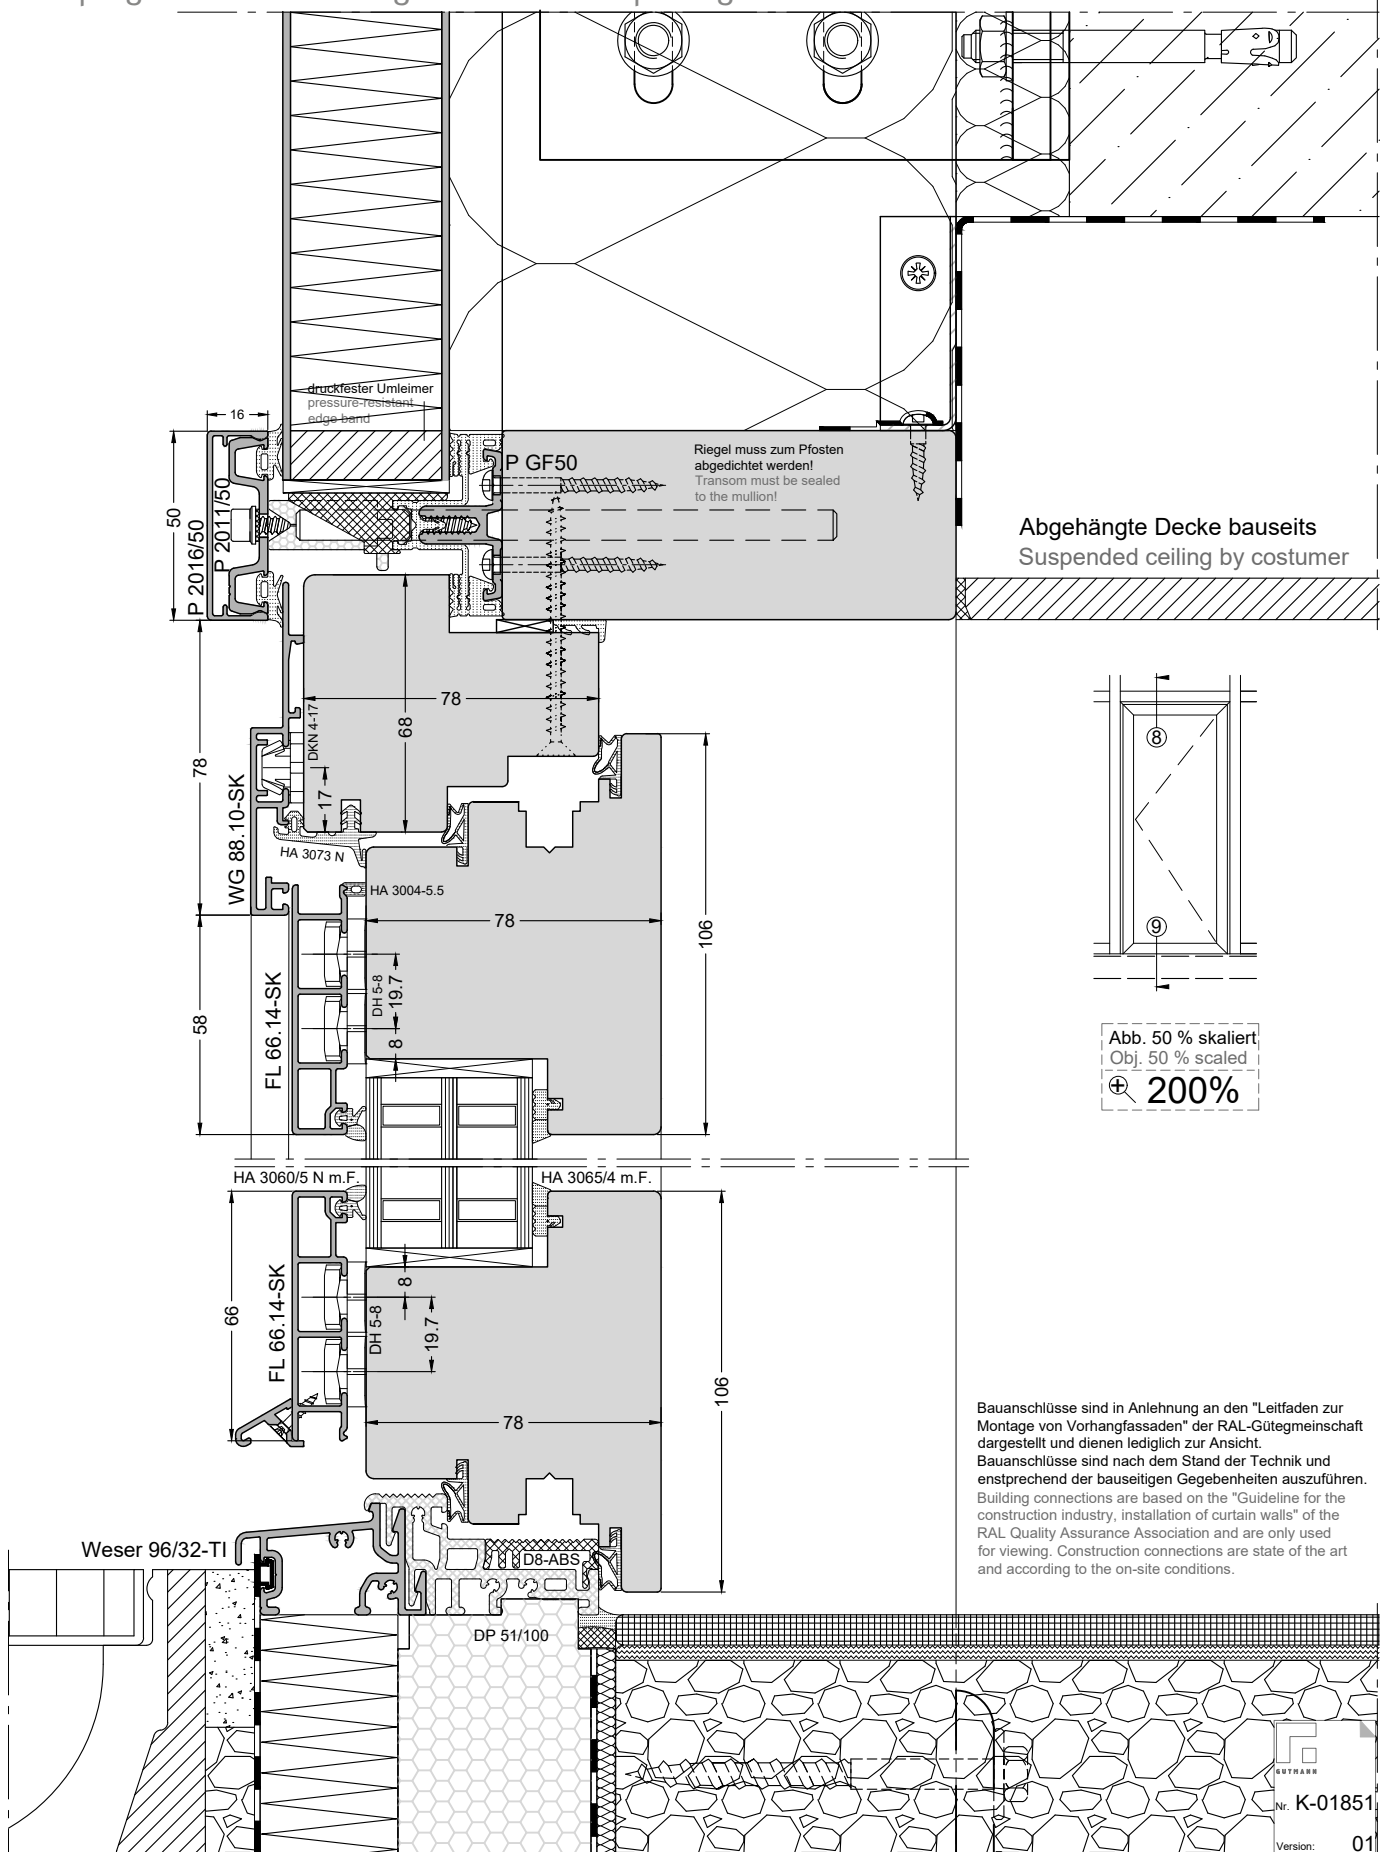 druckfester Umleimer
pressure-resistant
edge band
16
50
P 2016/50
P 2011/50
P GF50
Riegel muss zum Pfosten
abgedichtet werden!
Transom must be sealed
to the mullion!
Abgehängte Decke bauseits
Suspended ceiling by costumer
78
68
DKN 4-17
17
78
WG 88.10-SK
HA 3073 N
HA 3004-5.5
78
106
58
FL 66.14-SK
DH 5-8
19.7
8
8
9
Abb. 50 % skaliert
Obj. 50 % scaled
200%
HA 3060/5 N m.F.
HA 3065/4 m.F.
66
FL 66.14-SK
8
DH 5-8
19.7
78
106
Bauanschlüsse sind in Anlehnung an den "Leitfaden zur
Montage von Vorhangfassaden" der RAL-Gütegmeinschaft
dargestellt und dienen lediglich zur Ansicht.
Bauanschlüsse sind nach dem Stand der Technik und
enstprechend der bauseitigen Gegebenheiten auszuführen.
Building connections are based on the "Guideline for the
construction industry, installation of curtain walls" of the
RAL Quality Assurance Association and are only used
for viewing. Construction connections are state of the art
and according to the on-site conditions.
Weser 96/32-TI
D8-ABS
DP 51/100
GUTMANN
Nr. K-01851
Version: 01